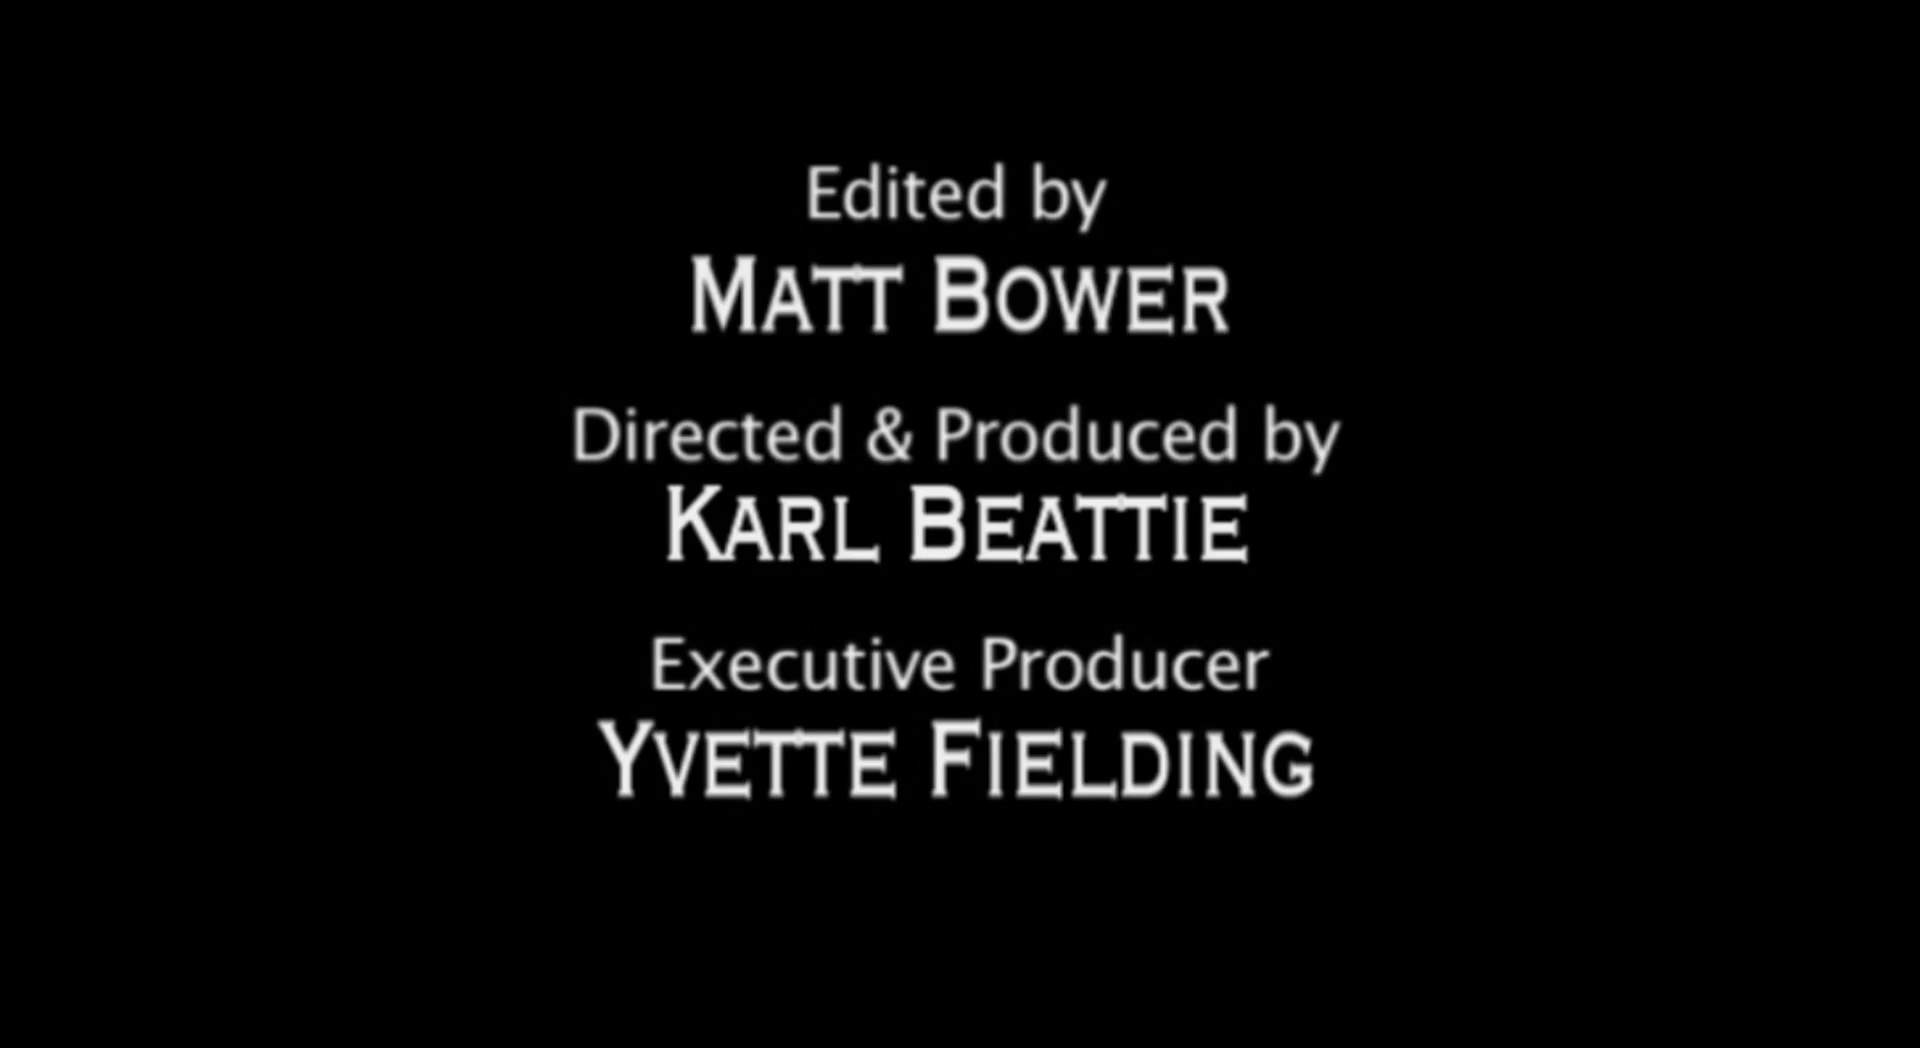 Edited by
MATT BOWER
Directed & Produced by
KARL BEATTIE
Executive Producer
YVETTE FIELDING